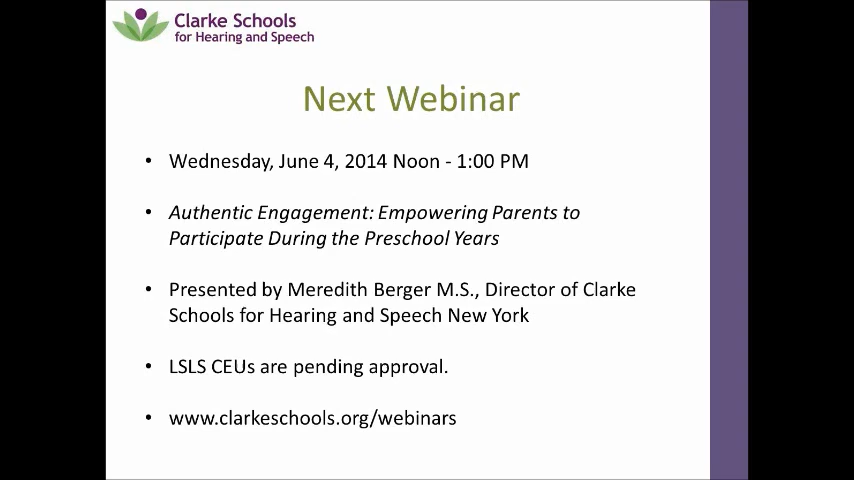 Clarke Schools
for Hearing and Speech
Next Webinar
• Wednesday, June 4, 2014 Noon - 1:00 PM
• Authentic Engagement: Empowering Parents to
Participate During the Preschool Years
• Presented by Meredith Berger M.S., Director of Clarke
Schools for Hearing and Speech New York
• LSLS CEUs are pending approval.
• www.clarkeschools.org/webinars